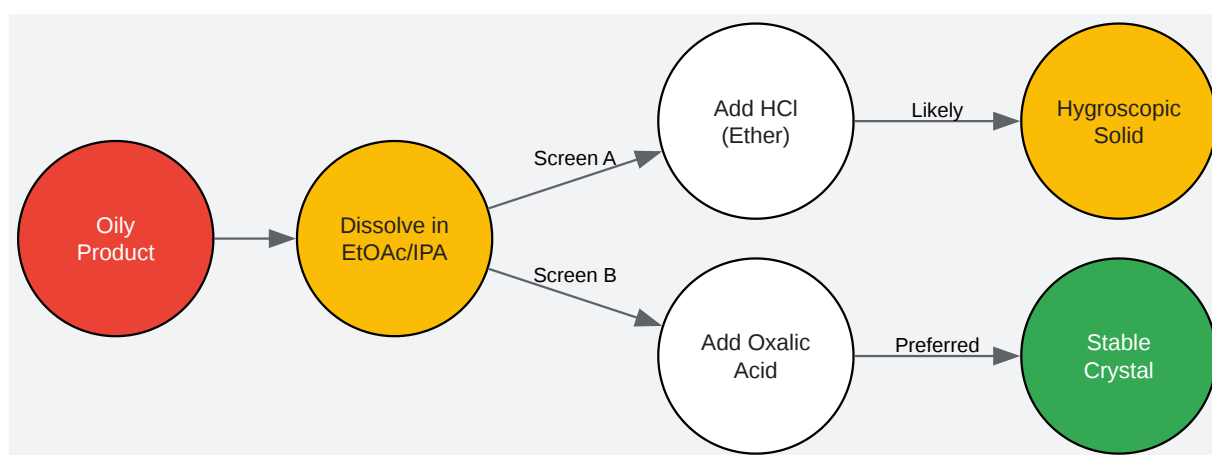 Oily
Product
Dissolve in
EtOAc/IPA
Screen A
Screen B
Add HCl
(Ether)
Likely
Hygroscopic
Solid
Add Oxalic
Acid
Preferred
Stable
Crystal